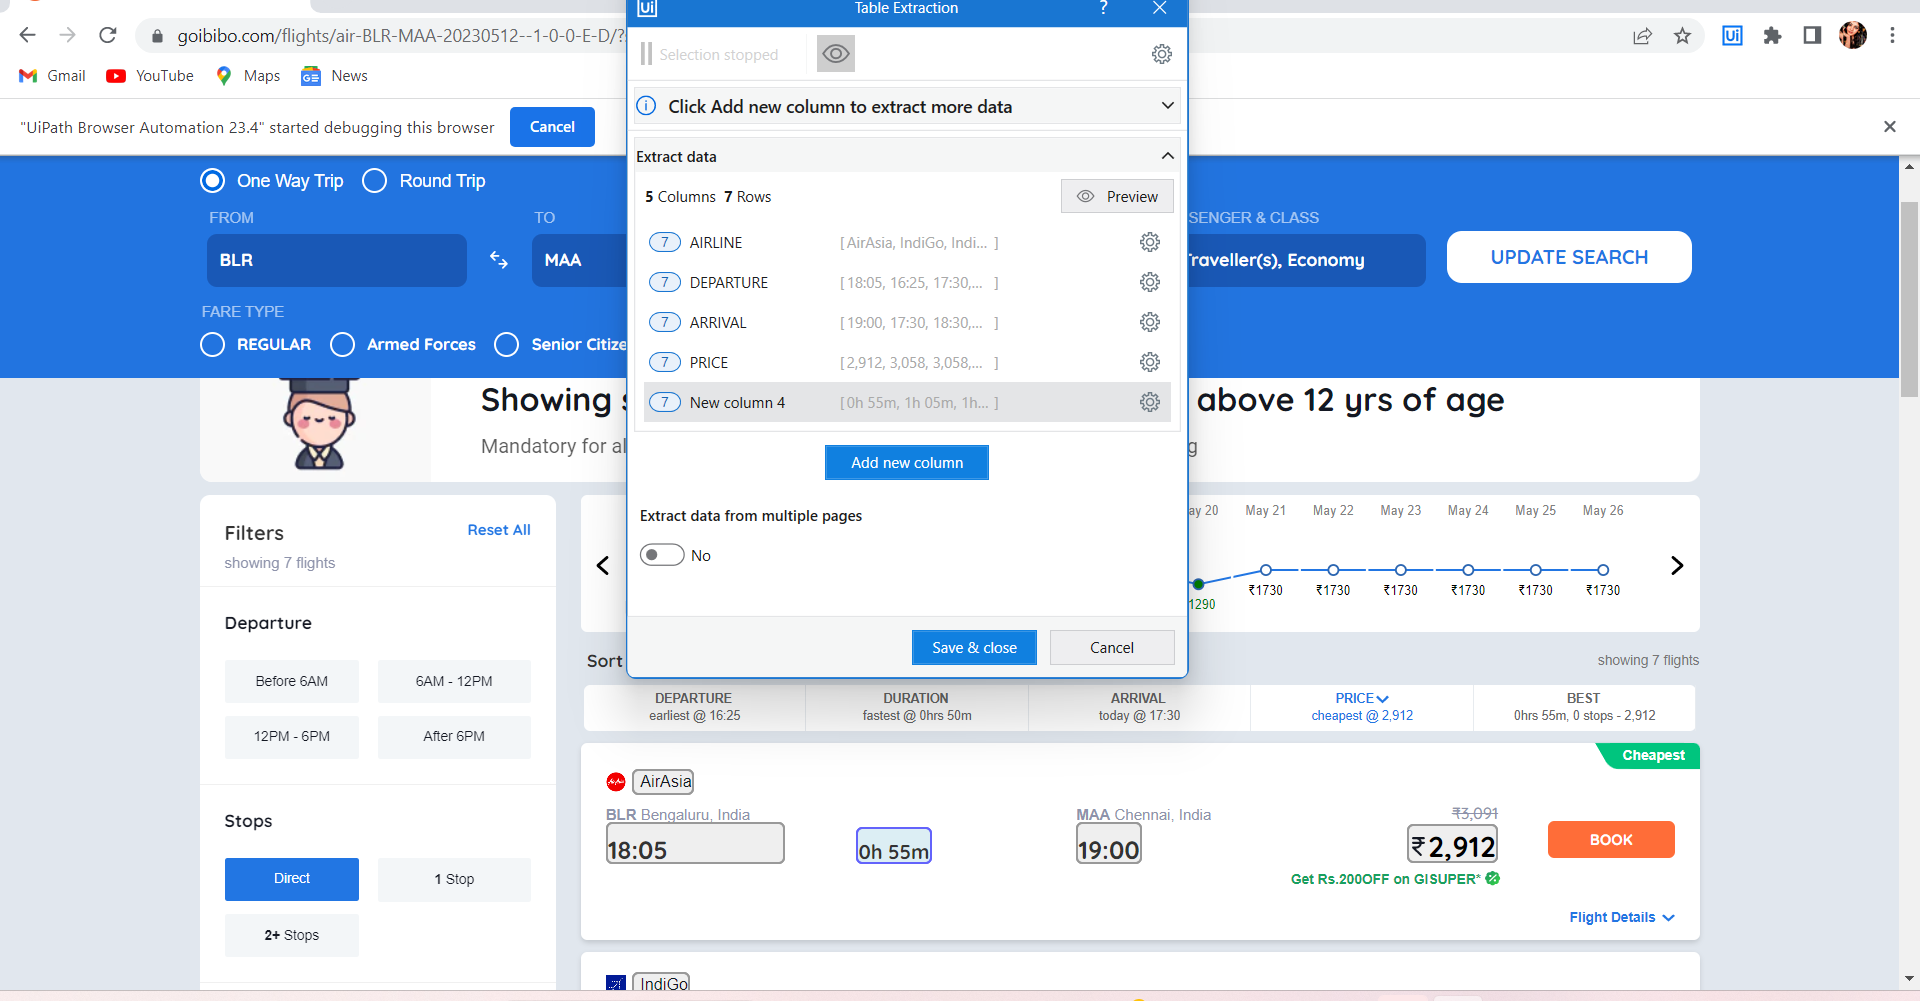 Ui Table Extraction ?
goibibo.com/flights/air-BLR-MAA-20230512--1-0-0-E-D/?
Ui
Selection stopped
Gmail YouTube Maps News
Click Add new column to extract more data
"UiPath Browser Automation 23.4" started debugging this browser Cancel
Extract data
5 Columns 7 Rows Preview
7 AIRLINE [ AirAsia, IndiGo, Indi... ]
7 DEPARTURE [ 18:05, 16:25, 17:30,... ]
7 ARRIVAL [ 19:00, 17:30, 18:30,... ]
7 PRICE [ 2,912, 3,058, 3,058,... ]
7 New column 4 [ 0h 55m, 1h 05m, 1h... ]
Add new column
Extract data from multiple pages
No
Save & close Cancel
One Way Trip Round Trip
FROM TO SENGER & CLASS
BLR MAA Traveller(s), Economy UPDATE SEARCH
FARE TYPE
REGULAR Armed Forces Senior Citize
Showing above 12 yrs of age
Mandatory for al g
Filters Reset All
showing 7 flights
Departure
Before 6AM 6AM - 12PM
12PM - 6PM After 6PM
Stops
Direct 1 Stop
2+ Stops
ay 20 May 21 May 22 May 23 May 24 May 25 May 26
1290 ₹1730 ₹1730 ₹1730 ₹1730 ₹1730 ₹1730
Sort showing 7 flights
DEPARTURE DURATION ARRIVAL PRICE BEST
earliest @ 16:25 fastest @ 0hrs 50m today @ 17:30 cheapest @ 2,912 0hrs 55m, 0 stops - 2,912
Cheapest
AirAsia
BLR Bengaluru, India MAA Chennai, India ₹3,091
18:05 0h 55m 19:00 ₹2,912 BOOK
Get Rs.200OFF on GISUPER*
Flight Details
IndiGo